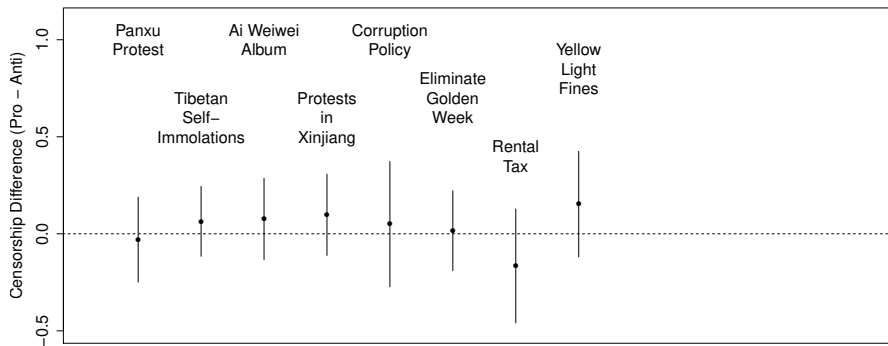 Censorship Difference (Pro − Anti)
1.0
0.5
0.0
−0.5
Panxu
Protest
Tibetan
Self−
Immolations
Ai Weiwei
Album
Protests
in
Xinjiang
Corruption
Policy
Eliminate
Golden
Week
Rental
Tax
Yellow
Light
Fines